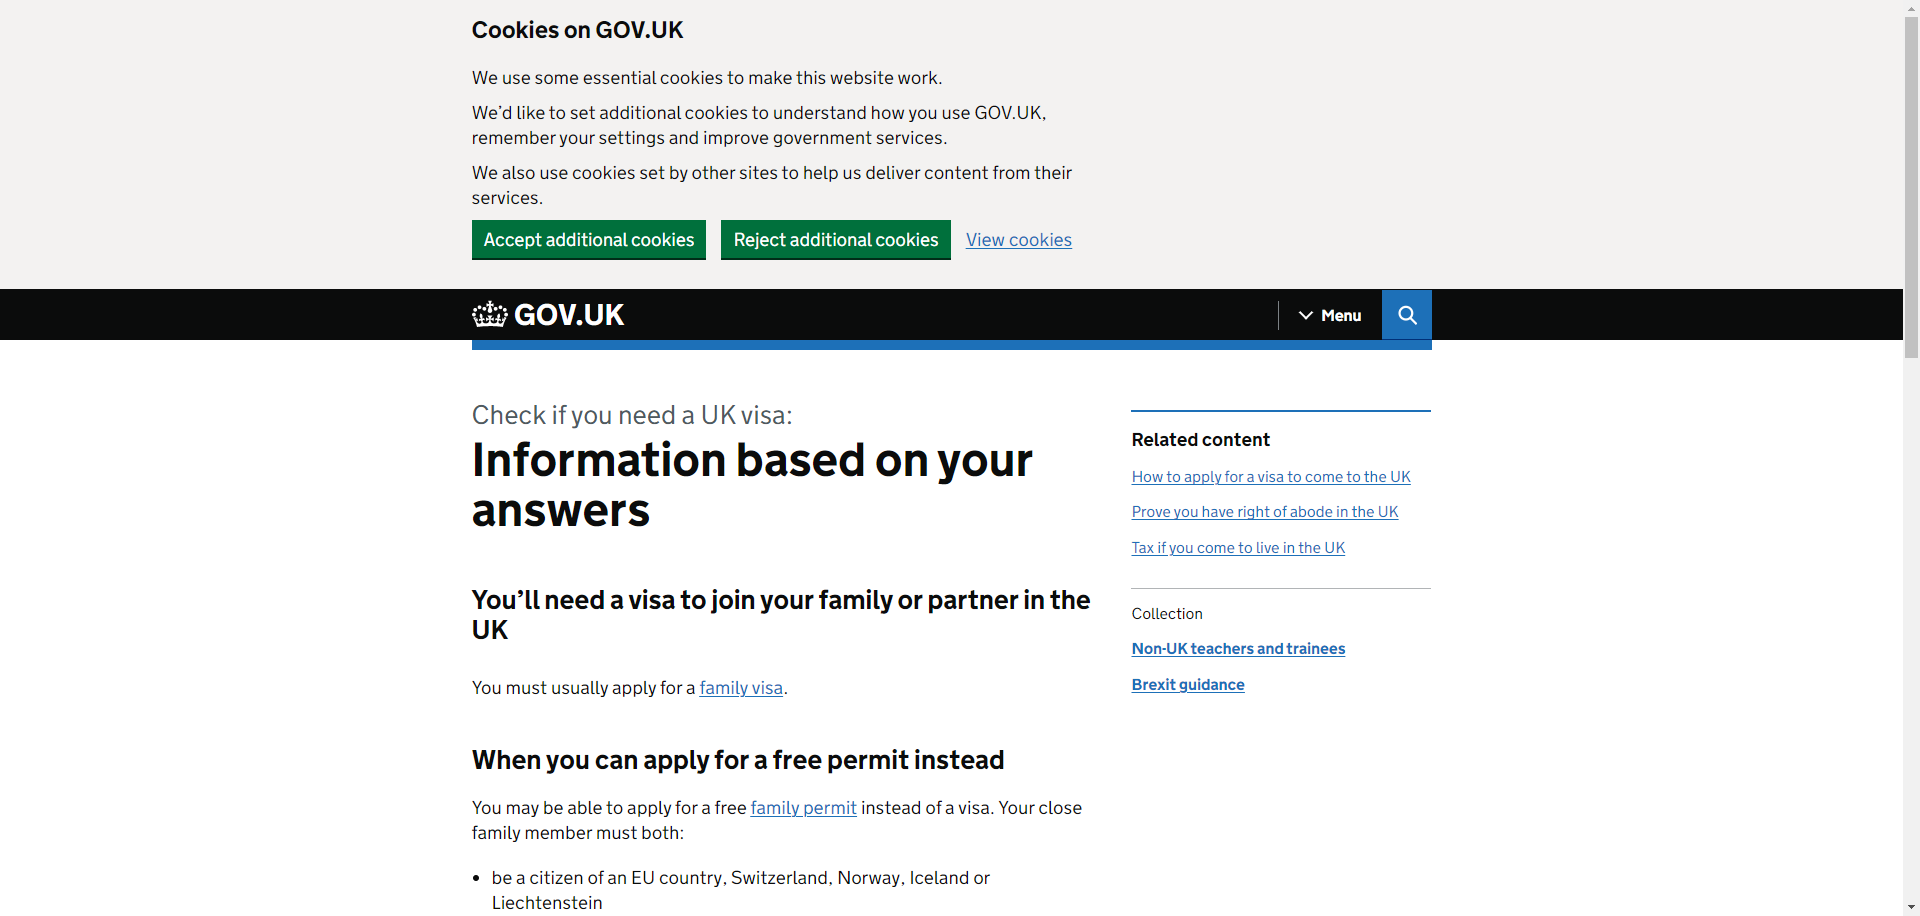 Cookies on GOV.UK
We use some essential cookies to make this website work.
We’d like to set additional cookies to understand how you use GOV.UK,
remember your settings and improve government services.
We also use cookies set by other sites to help us deliver content from their
services.
Accept additional cookies
Reject additional cookies
View cookies
GOV.UK
Menu
Check if you need a UK visa:
Information based on your
answers
You’ll need a visa to join your family or partner in the
UK
You must usually apply for a family visa.
When you can apply for a free permit instead
You may be able to apply for a free family permit instead of a visa. Your close
family member must both:
• be a citizen of an EU country, Switzerland, Norway, Iceland or
Liechtenstein
Related content
How to apply for a visa to come to the UK
Prove you have right of abode in the UK
Tax if you come to live in the UK
Collection
Non-UK teachers and trainees
Brexit guidance